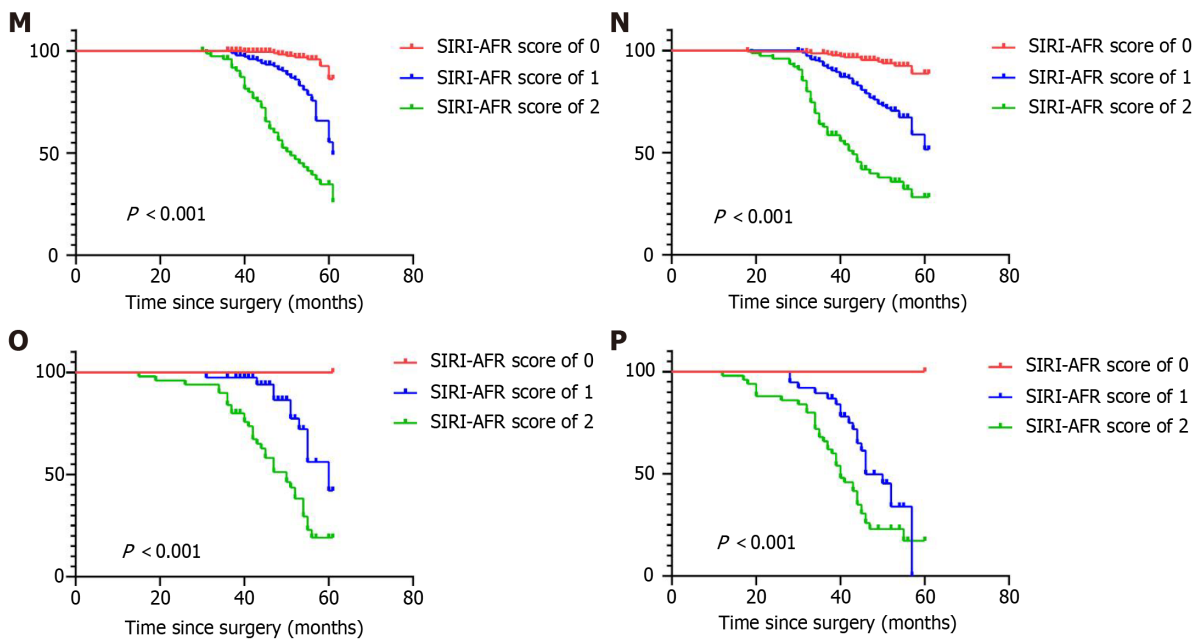 M
100
50
0
0 20 40 60 80
Time since surgery (months)
P < 0.001
SIRI-AFR score of 0
SIRI-AFR score of 1
SIRI-AFR score of 2
N
100
50
0
0 20 40 60 80
Time since surgery (months)
P < 0.001
SIRI-AFR score of 0
SIRI-AFR score of 1
SIRI-AFR score of 2
O
100
50
0
0 20 40 60 80
Time since surgery (months)
P < 0.001
SIRI-AFR score of 0
SIRI-AFR score of 1
SIRI-AFR score of 2
P
100
50
0
0 20 40 60 80
Time since surgery (months)
P < 0.001
SIRI-AFR score of 0
SIRI-AFR score of 1
SIRI-AFR score of 2